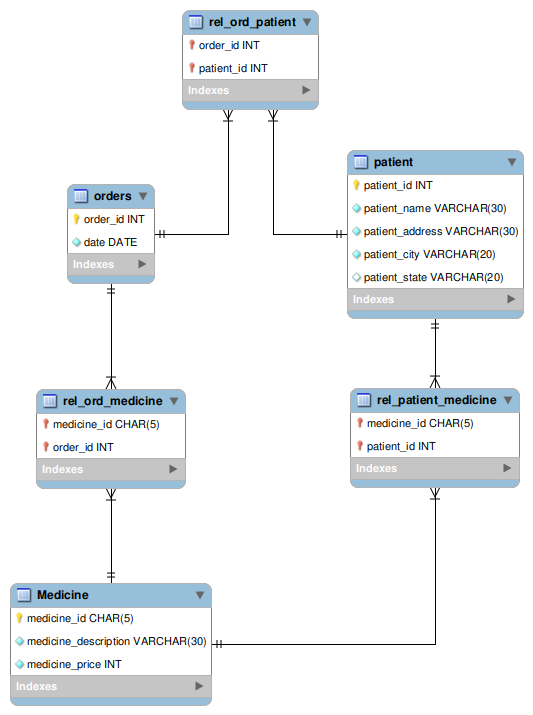 rel_ord_patient
order_id INT
patient_id INT
Indexes
orders
order_id INT
date DATE
Indexes
patient
patient_id INT
patient_name VARCHAR(30)
patient_address VARCHAR(30)
patient_city VARCHAR(20)
patient_state VARCHAR(20)
Indexes
rel_ord_medicine
medicine_id CHAR(5)
order_id INT
Indexes
rel_patient_medicine
medicine_id CHAR(5)
patient_id INT
Indexes
Medicine
medicine_id CHAR(5)
medicine_description VARCHAR(30)
medicine_price INT
Indexes